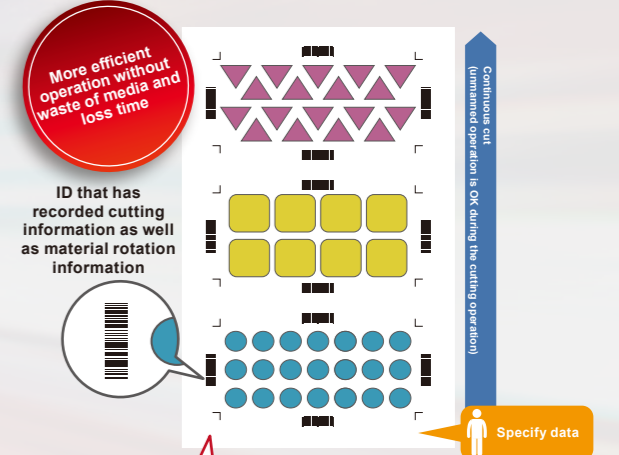 More efficient
operation without
waste of media and
loss time
ID that has
recorded cutting
information as well
as material rotation
information
Continuous cut
(unmanned operation is OK during the cutting operation)
Specify data